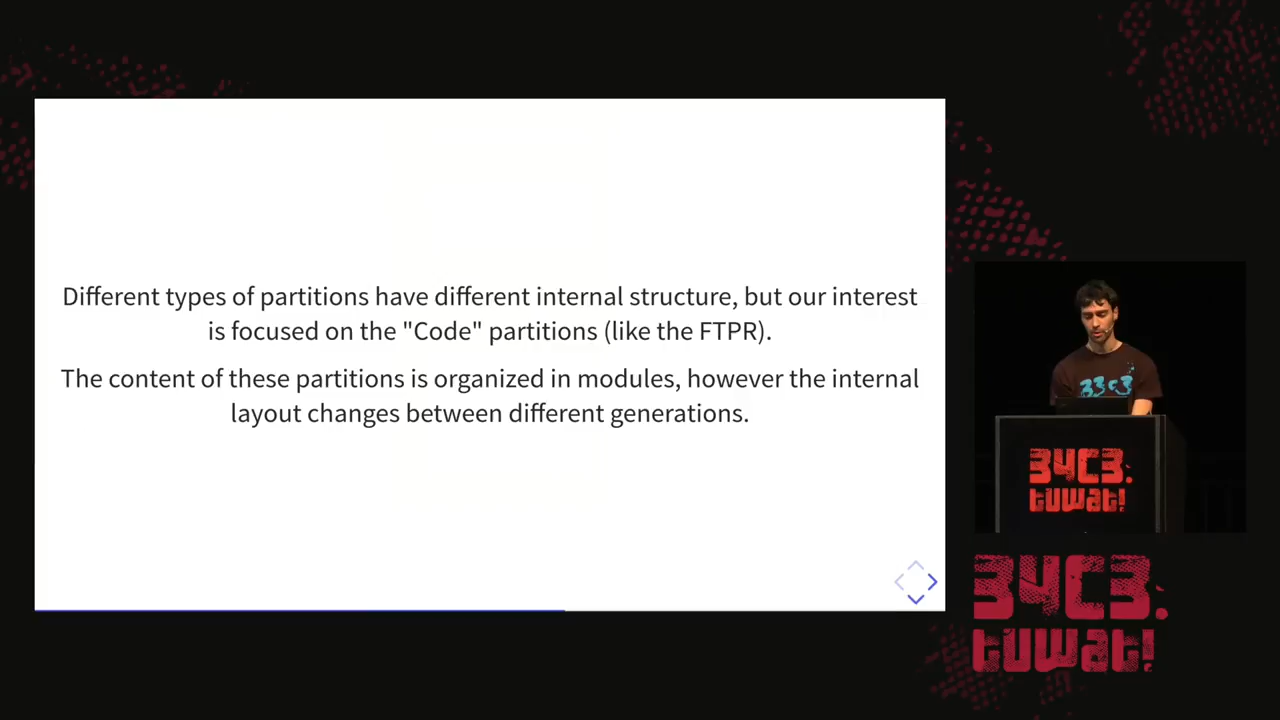 Different types of partitions have different internal structure, but our interest
is focused on the "Code" partitions (like the FTPR).
The content of these partitions is organized in modules, however the internal
layout changes between different generations.
33c3
34C3.
tuwat!
34C3.
tuwat!